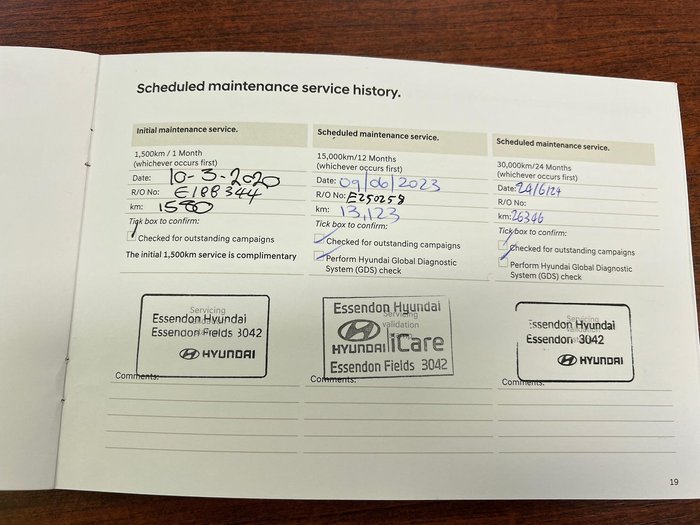 Scheduled maintenance service history.
Initial maintenance service.
1,500km / 1 Month
(whichever occurs first)
Date: 10-3-2020
R/O No: E188344
km: 1580
Tick box to confirm:
Checked for outstanding campaigns
The initial 1,500km service is complimentary
Servicing
Essendon Hyundai
Essendon Fields 3042
HYUNDAI
Comments:
Scheduled maintenance service.
15,000km/12 Months
(whichever occurs first)
Date: 09/06/2023
R/O No: E250258
km: 13,123
Tick box to confirm:
Checked for outstanding campaigns
Perform Hyundai Global Diagnostic
System (GDS) check
Essendon Hyundai
Servicing
validation
HYUNDAI iCare
Essendon Fields 3042
Comments:
Scheduled maintenance service.
30,000km/24 Months
(whichever occurs first)
Date: 24/6/24
R/O No:
km: 26346
Tick box to confirm:
Checked for outstanding campaigns
Perform Hyundai Global Diagnostic
System (GDS) check
Servicing
Essendon Hyundai
Essendon 3042
HYUNDAI
Comments:
19